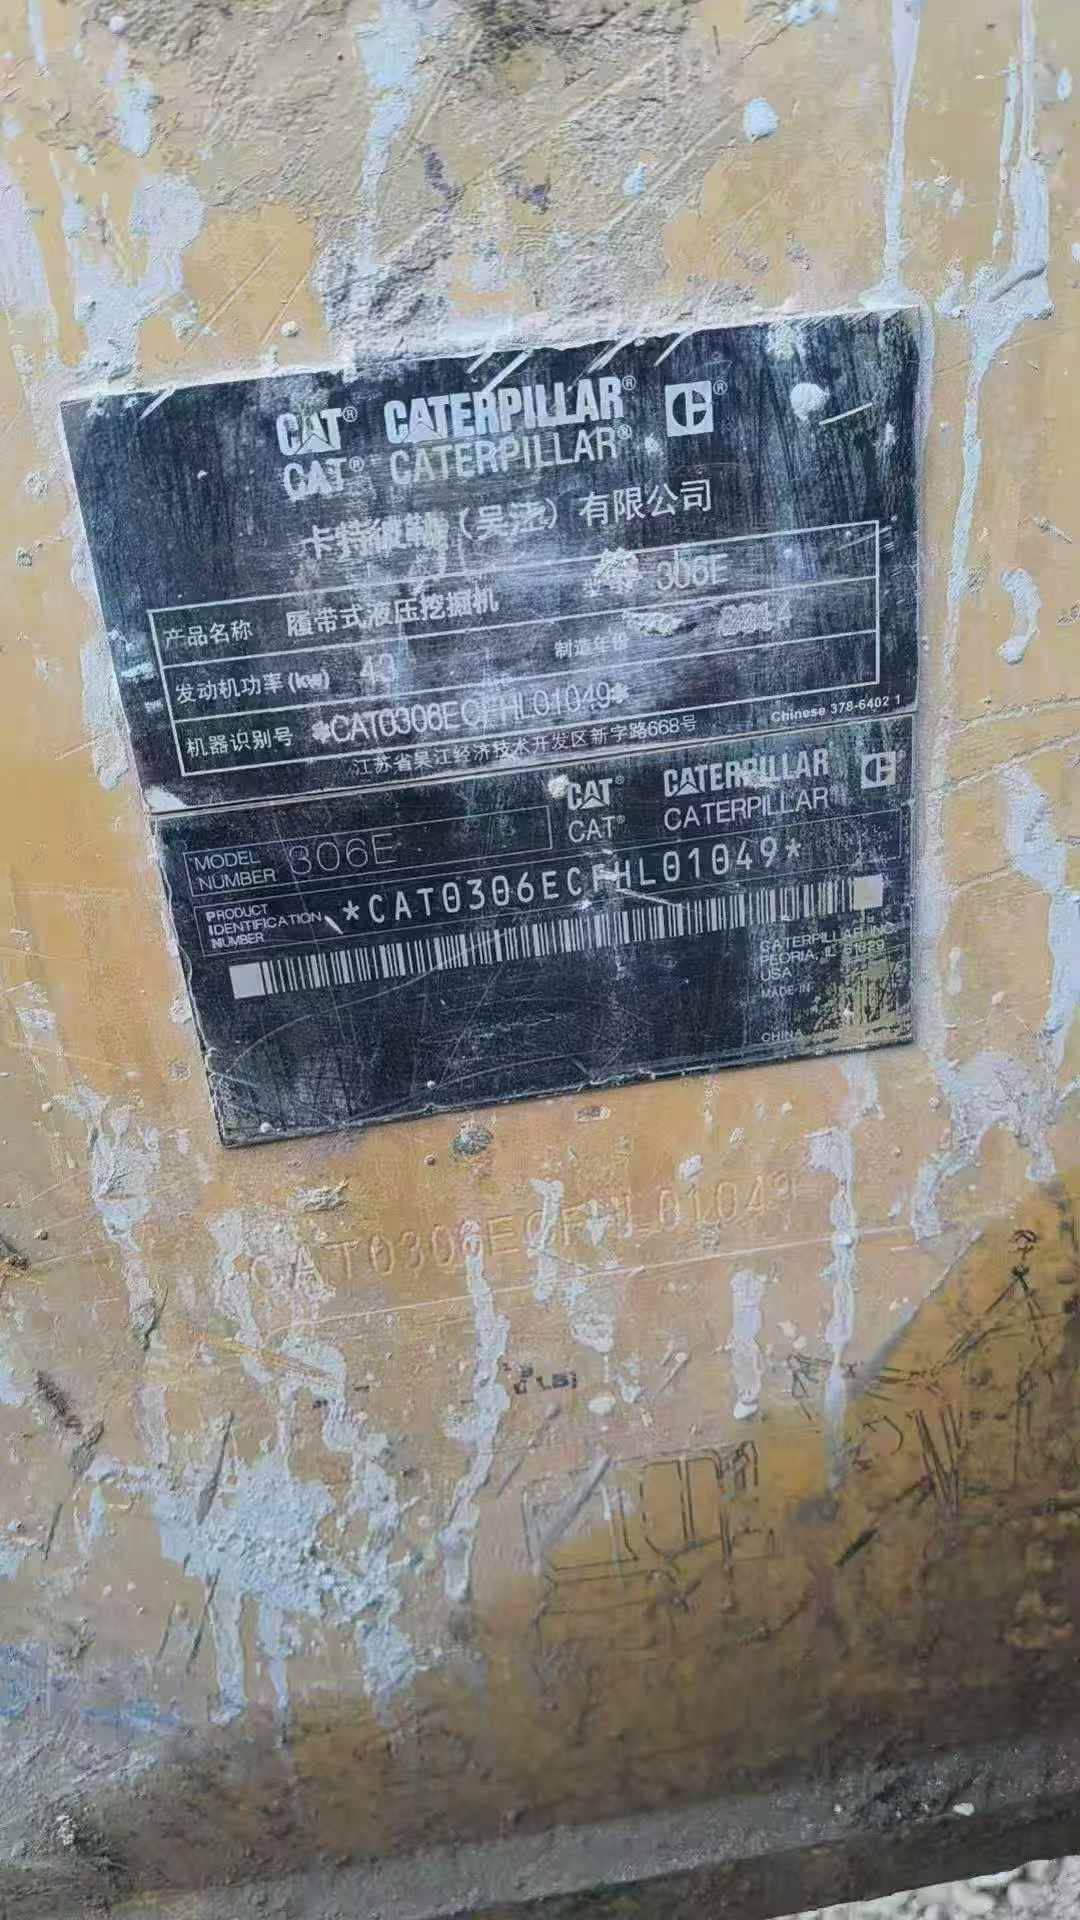 CAT® CATERPILLAR® C®
CAT® CATERPILLAR®
卡特彼勒（吴江）有限公司
产品名称 履带式液压挖掘机 306E
发动机功率(kw) 43 制造年份 2014
机器识别号 *CAT0306ECFHL01049*
江苏省吴江经济技术开发区新字路668号
Chinese 378-6402 1
CAT® CATERPILLAR® C®
CAT® CATERPILLAR®
MODEL NUMBER 306E
PRODUCT IDENTIFICATION NUMBER *CAT0306ECFHL01049*
CATERPILLAR INC.
PEORIA, IL 61629
USA
MADE IN
CHINA
CAT0306ECFHL01049